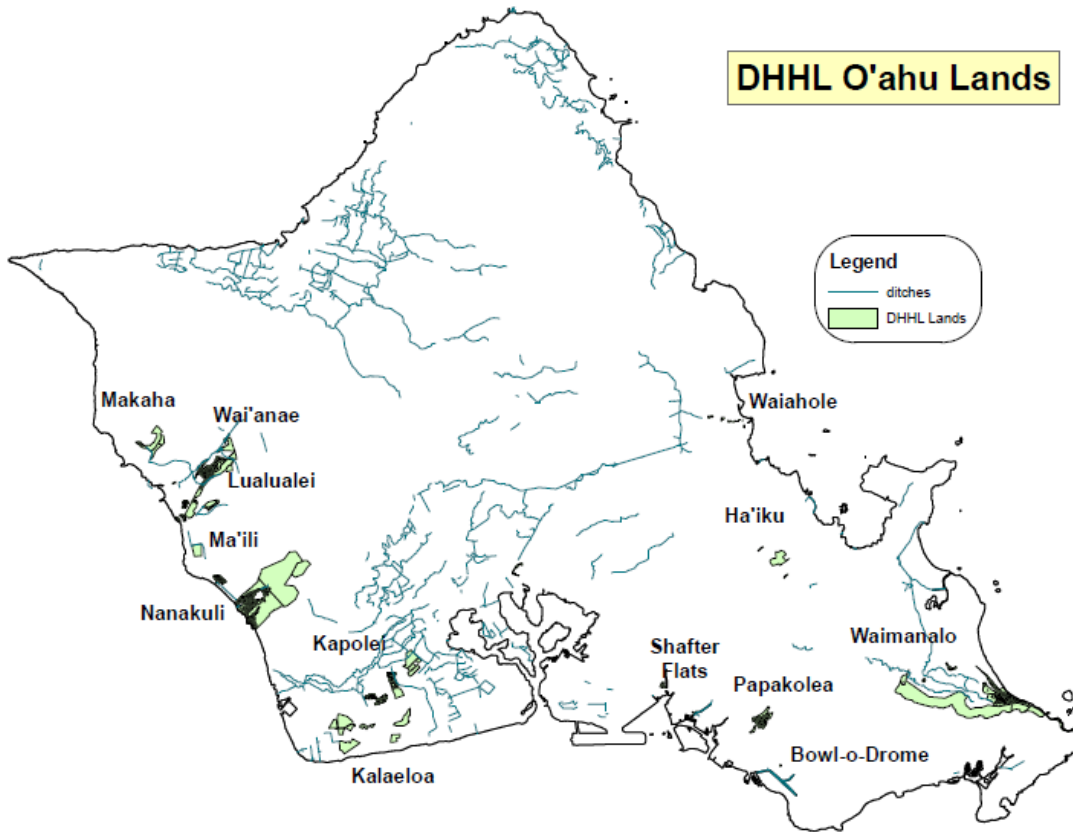 DHHL O'ahu Lands
Legend
ditches
DHHL Lands
Makaha
Wai'anae
Waiahole
Lualualei
Ha'iku
Ma'ili
Nanakuli
Kapolei
Waimanalo
Shafter
Flats
Papakolea
Bowl-o-Drome
Kalaeloa